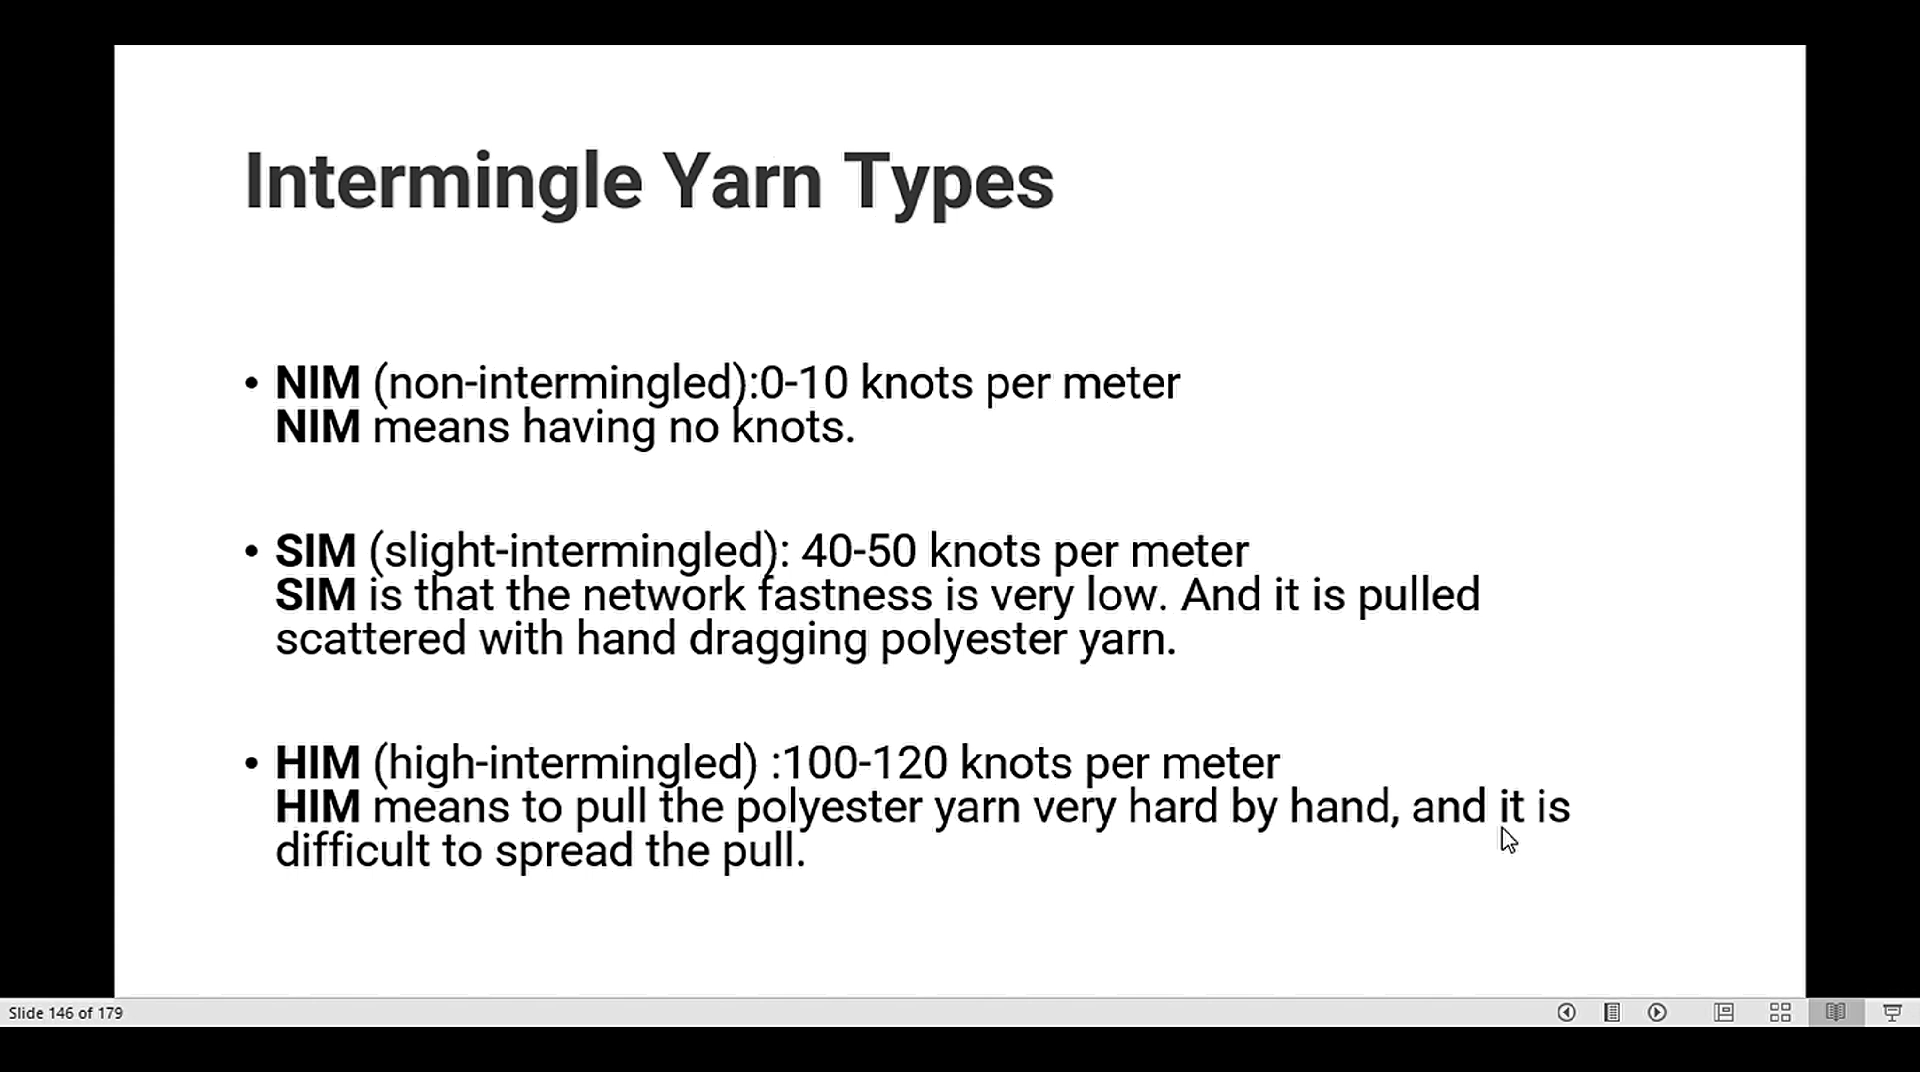 Intermingle Yarn Types
• NIM (non-intermingled):0-10 knots per meter
NIM means having no knots.
• SIM (slight-intermingled): 40-50 knots per meter
SIM is that the network fastness is very low. And it is pulled
scattered with hand dragging polyester yarn.
• HIM (high-intermingled) :100-120 knots per meter
HIM means to pull the polyester yarn very hard by hand, and it is
difficult to spread the pull.
Slide 146 of 179